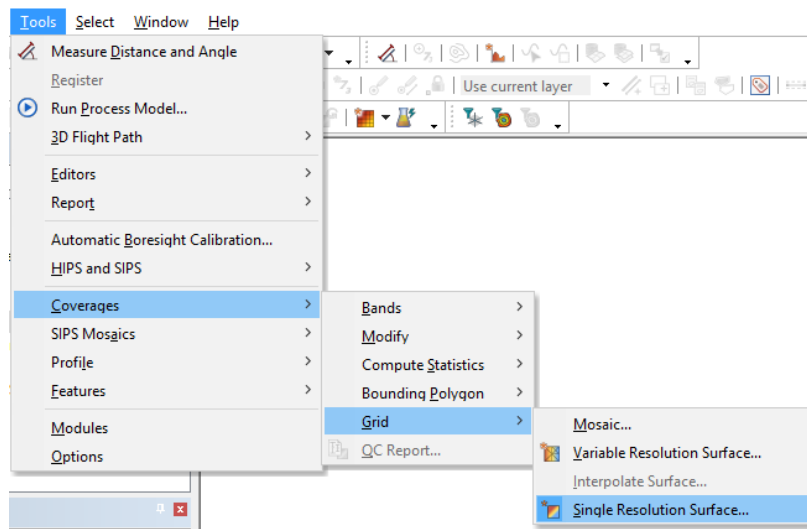 Tools Select Window Help
Measure Distance and Angle
Register
Use current layer
Run Process Model...
3D Flight Path
Editors
Report
Automatic Boresight Calibration...
HIPS and SIPS
Coverages
Bands
SIPS Mosaics
Modify
Profile
Compute Statistics
Features
Bounding Polygon
Grid
Modules
Mosaic...
QC Report...
Options
Variable Resolution Surface...
Interpolate Surface...
Single Resolution Surface...